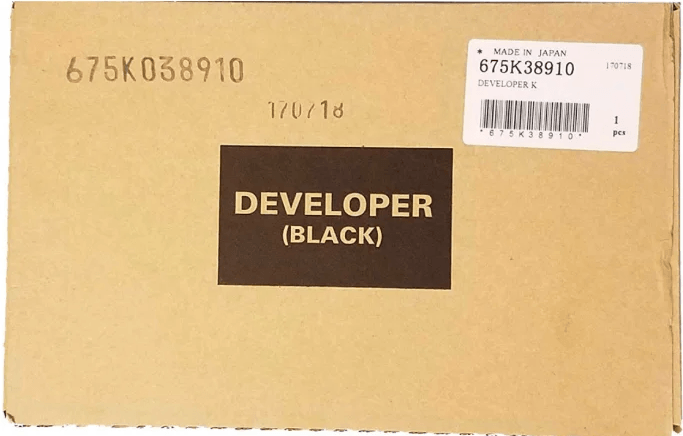 675K038910
170718
* MADE IN JAPAN
675K38910 170718
DEVELOPER K
*675K38910*
1
pcs
DEVELOPER
(BLACK)